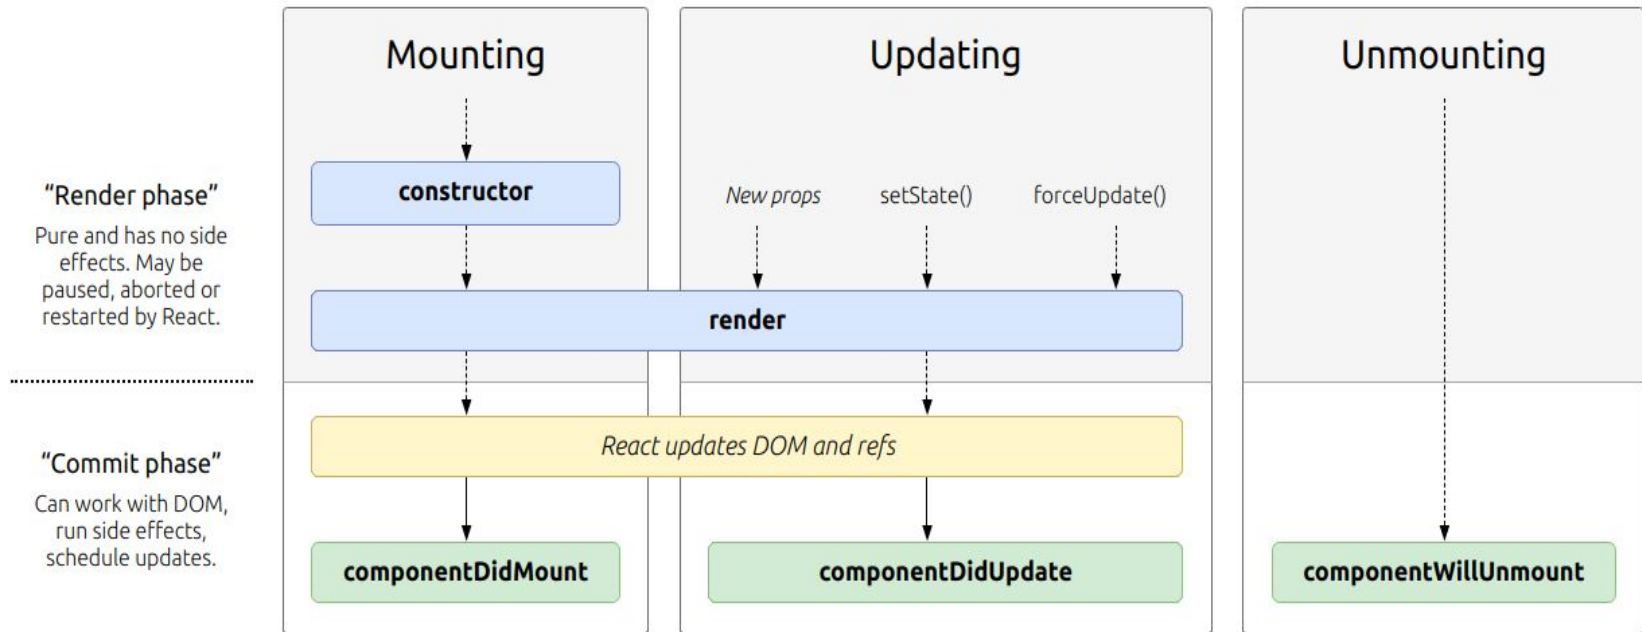 Mounting
Updating
Unmounting
“Render phase”
Pure and has no side
effects. May be
paused, aborted or
restarted by React.
constructor
New props
setState()
forceUpdate()
render
“Commit phase”
Can work with DOM,
run side effects,
schedule updates.
React updates DOM and refs
componentDidMount
componentDidUpdate
componentWillUnmount